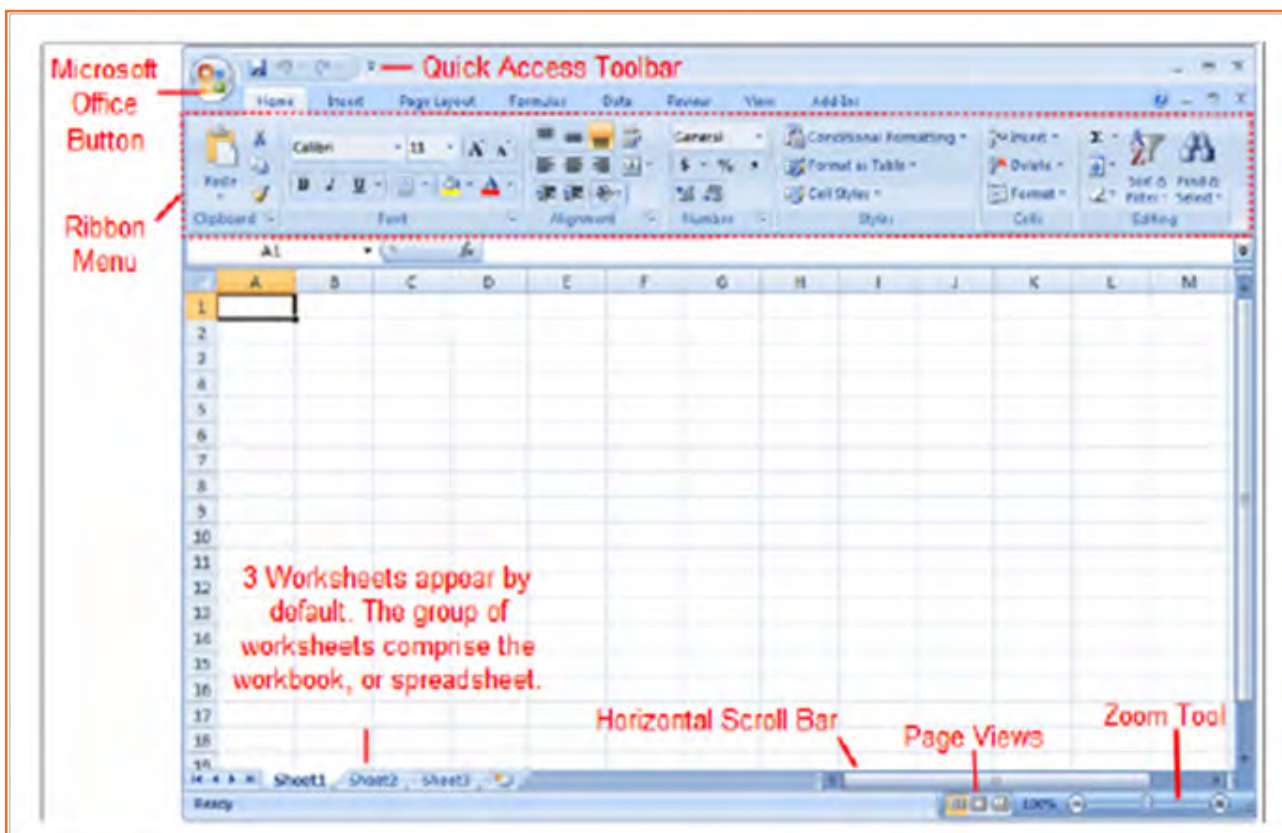 Microsoft Office Button
Quick Access Toolbar
Home Insert Page Layout Formulas Data Review View Add-Ins
Ribbon Menu
Calibri 11 General Conditional Formatting Insert Σ
$ % Format as Table Delete
Paste B I U Cell Styles Format Sort & Filter Find & Select
Clipboard Font Alignment Number Styles Cells Editing
A1 fx
A B C D E F G H I J K L M
1
2
3
4
5
6
7
8
9
10
11
12
13
14
15
16
17
18
19
3 Worksheets appear by
default. The group of
worksheets comprise the
workbook, or spreadsheet.
Horizontal Scroll Bar
Page Views
Zoom Tool
Sheet1 Sheet2 Sheet3
Ready 100%